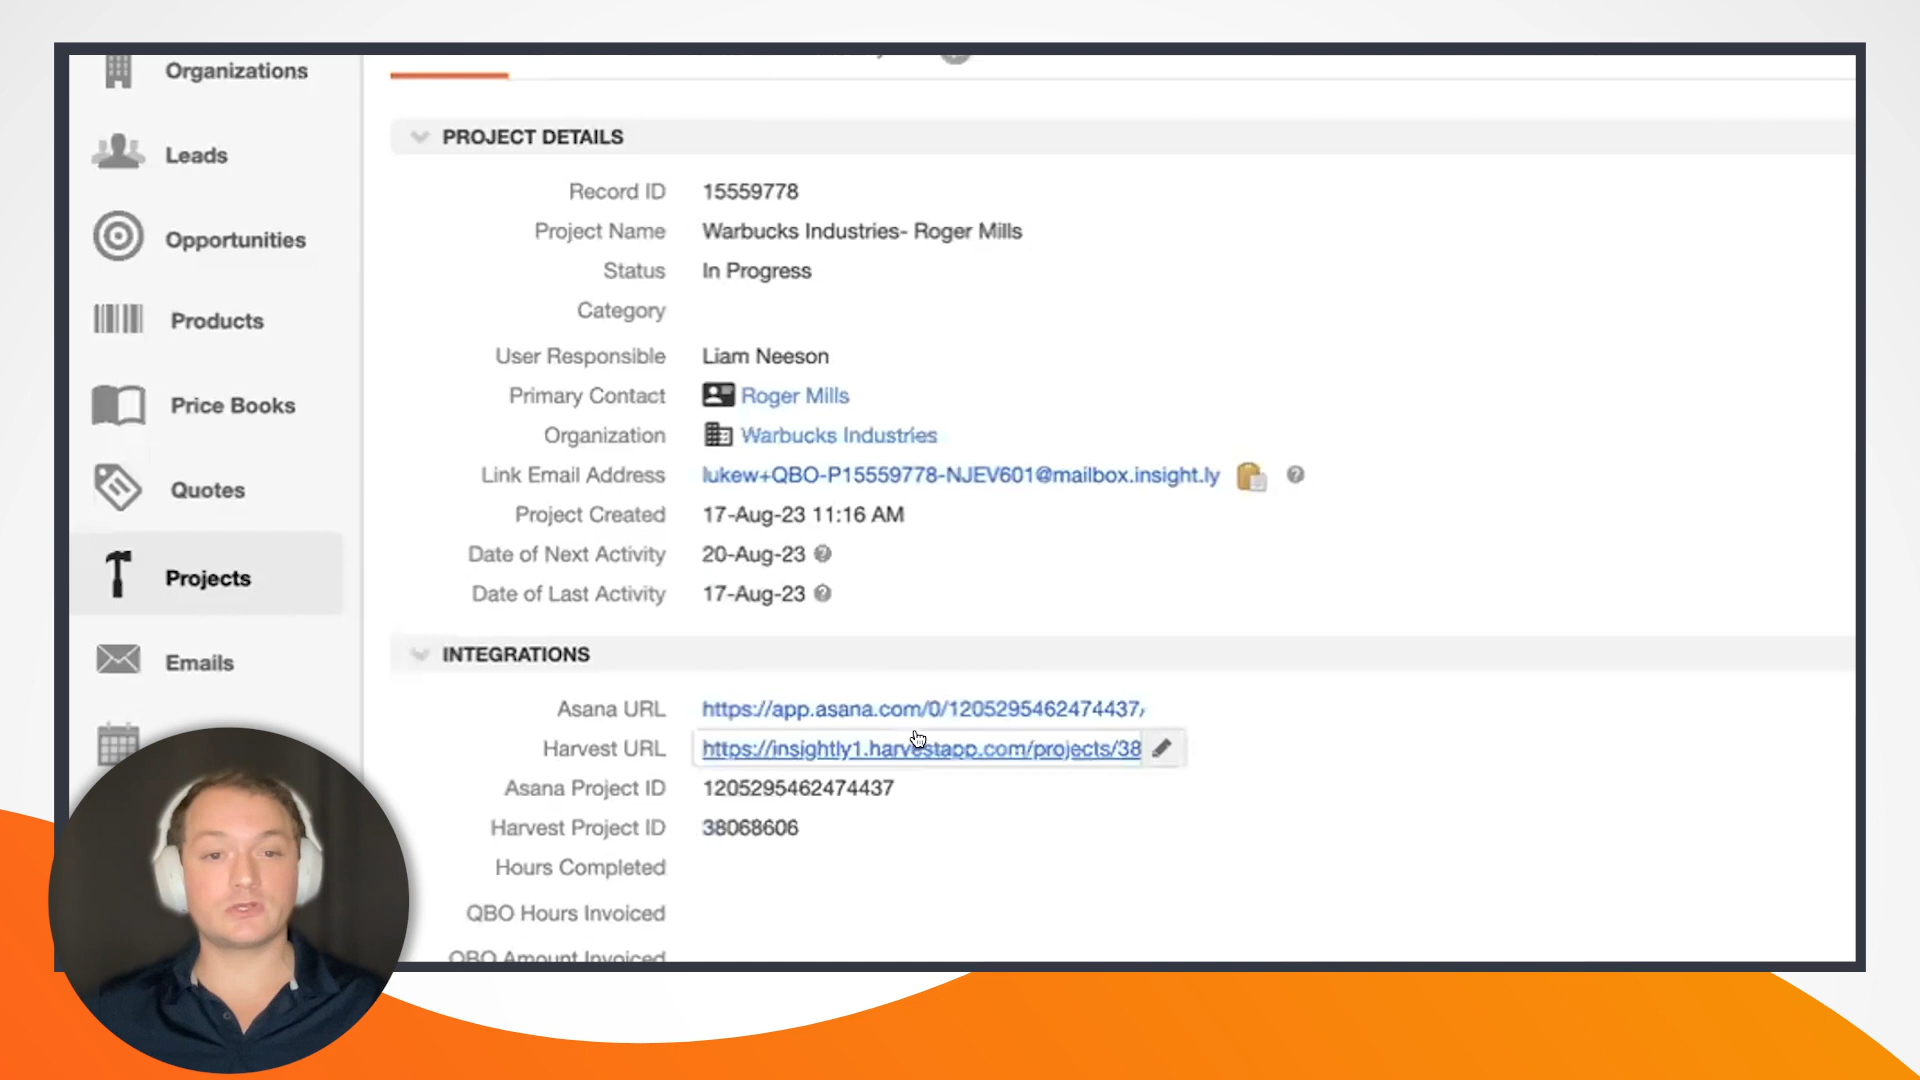 Organizations
Leads
Opportunities
Products
Price Books
Quotes
Projects
Emails
PROJECT DETAILS
Record ID 15559778
Project Name Warbucks Industries- Roger Mills
Status In Progress
Category
User Responsible Liam Neeson
Primary Contact Roger Mills
Organization Warbucks Industries
Link Email Address lukew+QBO-P15559778-NJEV601@mailbox.insight.ly
Project Created 17-Aug-23 11:16 AM
Date of Next Activity 20-Aug-23
Date of Last Activity 17-Aug-23
INTEGRATIONS
Asana URL https://app.asana.com/0/1205295462474437/
Harvest URL https://insightly1.harvestapp.com/projects/38
Asana Project ID 1205295462474437
Harvest Project ID 38068606
Hours Completed
QBO Hours Invoiced
QBO Amount Invoiced